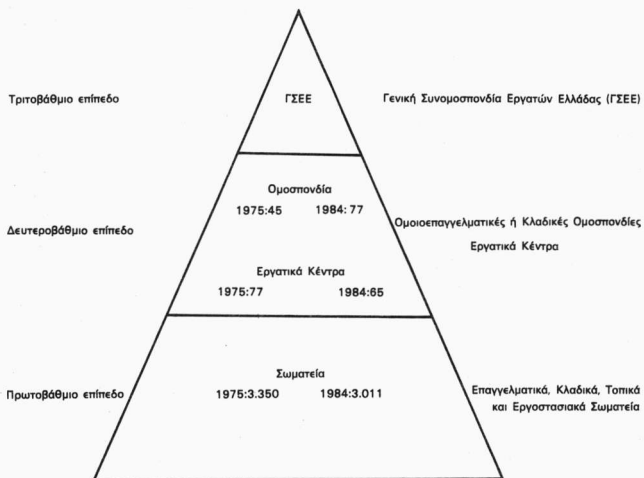 Τριτοβάθμιο επίπεδο
ΓΣΕΕ
Γενική Συνομοσπονδία Εργατών Ελλάδας (ΓΣΕΕ)
Ομοσπονδία
1975:45 1984:77
Δευτεροβάθμιο επίπεδο
Ομοιοεπαγγελματικές ή Κλαδικές Ομοσπονδίες
Εργατικά Κέντρα
Εργατικά Κέντρα
1975:77 1984:65
Σωματεία
1975:3.350 1984:3.011
Πρωτοβάθμιο επίπεδο
Επαγγελματικά, Κλαδικά, Τοπικά
και Εργοστασιακά Σωματεία